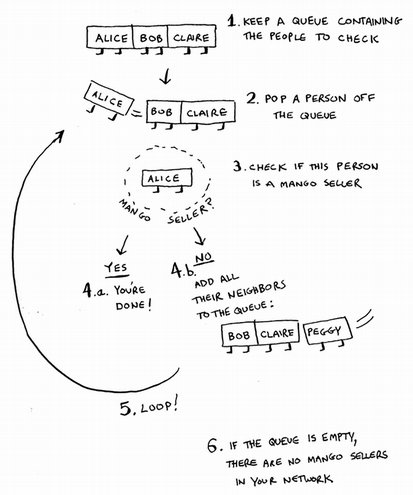 ALICE BOB CLAIRE
1. KEEP A QUEUE CONTAINING
THE PEOPLE TO CHECK
ALICE
BOB CLAIRE
2. POP A PERSON OFF
THE QUEUE
ALICE
MANGO SELLER?
3. CHECK IF THIS PERSON
IS A MANGO SELLER
YES
4.a. YOU'RE
DONE!
NO
4.b. ADD ALL
THEIR NEIGHBORS
TO THE QUEUE:
BOB CLAIRE PEGGY
5. LOOP!
6. IF THE QUEUE IS EMPTY,
THERE ARE NO MANGO SELLERS
IN YOUR NETWORK